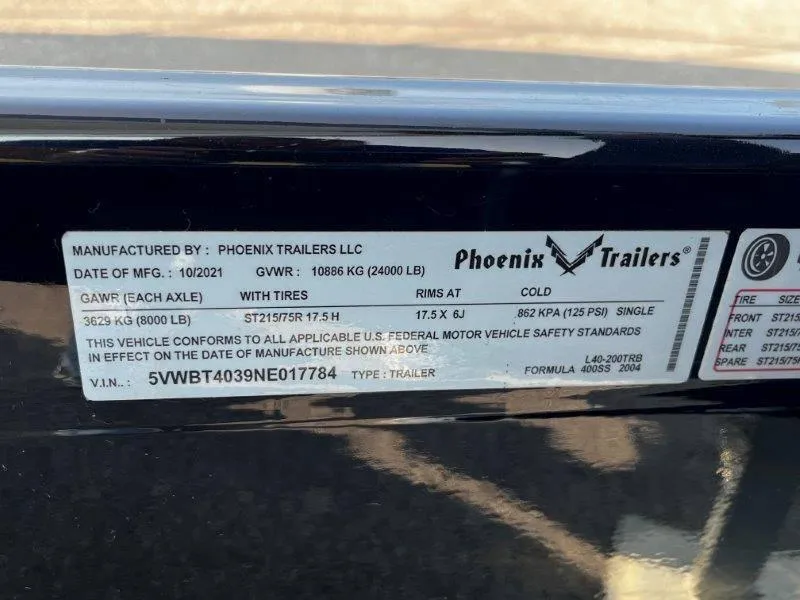 MANUFACTURED BY : PHOENIX TRAILERS LLC
DATE OF MFG. : 10/2021 GVWR : 10886 KG (24000 LB)
Phoenix Trailers®
GAWR (EACH AXLE) WITH TIRES RIMS AT COLD
3629 KG (8000 LB) ST215/75R 17.5 H 17.5 X 6J 862 KPA (125 PSI) SINGLE
THIS VEHICLE CONFORMS TO ALL APPLICABLE U.S. FEDERAL MOTOR VEHICLE SAFETY STANDARDS
IN EFFECT ON THE DATE OF MANUFACTURE SHOWN ABOVE
V.I.N.. : 5VWBT4039NE017784 TYPE : TRAILER
L40-200TRB
FORMULA 400SS 2004
TIRE SIZE
FRONT ST215
INTER ST215/7
REAR ST215/75
SPARE ST215/75